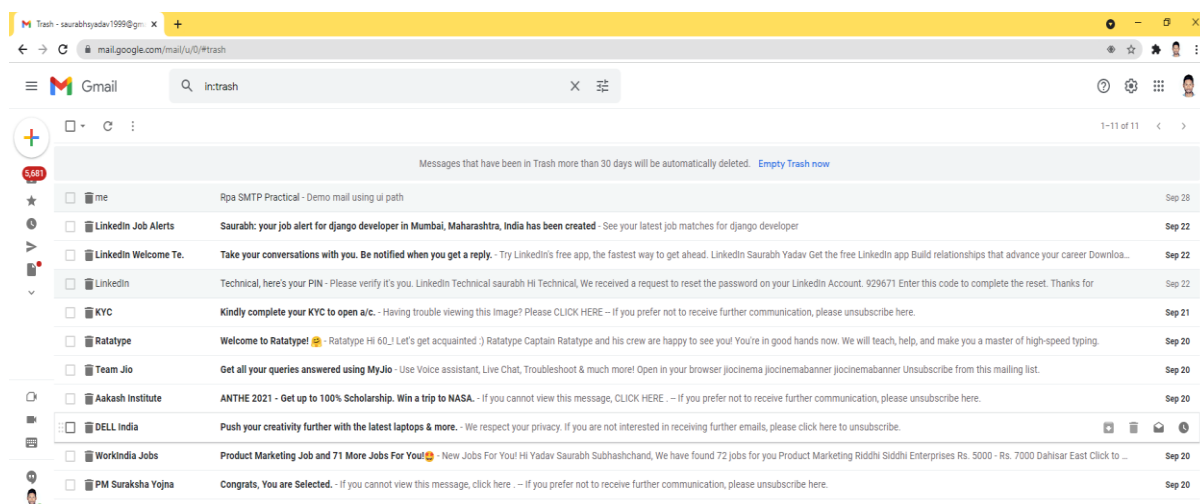 Trash - saurabhsyadav1999@gm
mail.google.com/mail/u/0/#trash
Gmail
in:trash
1–11 of 11
Messages that have been in Trash more than 30 days will be automatically deleted. Empty Trash now
5,681
me Rpa SMTP Practical - Demo mail using ui path Sep 28
LinkedIn Job Alerts Saurabh: your job alert for django developer in Mumbai, Maharashtra, India has been created - See your latest job matches for django developer Sep 22
LinkedIn Welcome Te. Take your conversations with you. Be notified when you get a reply. - Try LinkedIn's free app, the fastest way to get ahead. LinkedIn Saurabh Yadav Get the free LinkedIn app Build relationships that advance your career Downloa... Sep 22
LinkedIn Technical, here's your PIN - Please verify it's you. LinkedIn Technical saurabh Hi Technical, We received a request to reset the password on your LinkedIn Account. 929671 Enter this code to complete the reset. Thanks for Sep 22
KYC Kindly complete your KYC to open a/c. - Having trouble viewing this Image? Please CLICK HERE -- If you prefer not to receive further communication, please unsubscribe here. Sep 21
Ratatype Welcome to Ratatype! 🤗 - Ratatype Hi 60_! Let's get acquainted :) Ratatype Captain Ratatype and his crew are happy to see you! You're in good hands now. We will teach, help, and make you a master of high-speed typing. Sep 20
Team Jio Get all your queries answered using MyJio - Use Voice assistant, Live Chat, Troubleshoot & much more! Open in your browser jiocinema jiocinemabanner jiocinemabanner Unsubscribe from this mailing list. Sep 20
Aakash Institute ANTHE 2021 - Get up to 100% Scholarship. Win a trip to NASA. - If you cannot view this message, CLICK HERE . -- If you prefer not to receive further communication, please unsubscribe here. Sep 20
DELL India Push your creativity further with the latest laptops & more. - We respect your privacy. If you are not interested in receiving further emails, please click here to unsubscribe.
WorkIndia Jobs Product Marketing Job and 71 More Jobs For You!🤩 - New Jobs For You! Hi Yadav Saurabh Subhashchand, We have found 72 jobs for you Product Marketing Riddhi Siddhi Enterprises Rs. 5000 - Rs. 7000 Dahisar East Click to ... Sep 20
PM Suraksha Yojna Congrats, You are Selected. - If you cannot view this message, click here . -- If you prefer not to receive further communication, please unsubscribe here. Sep 20